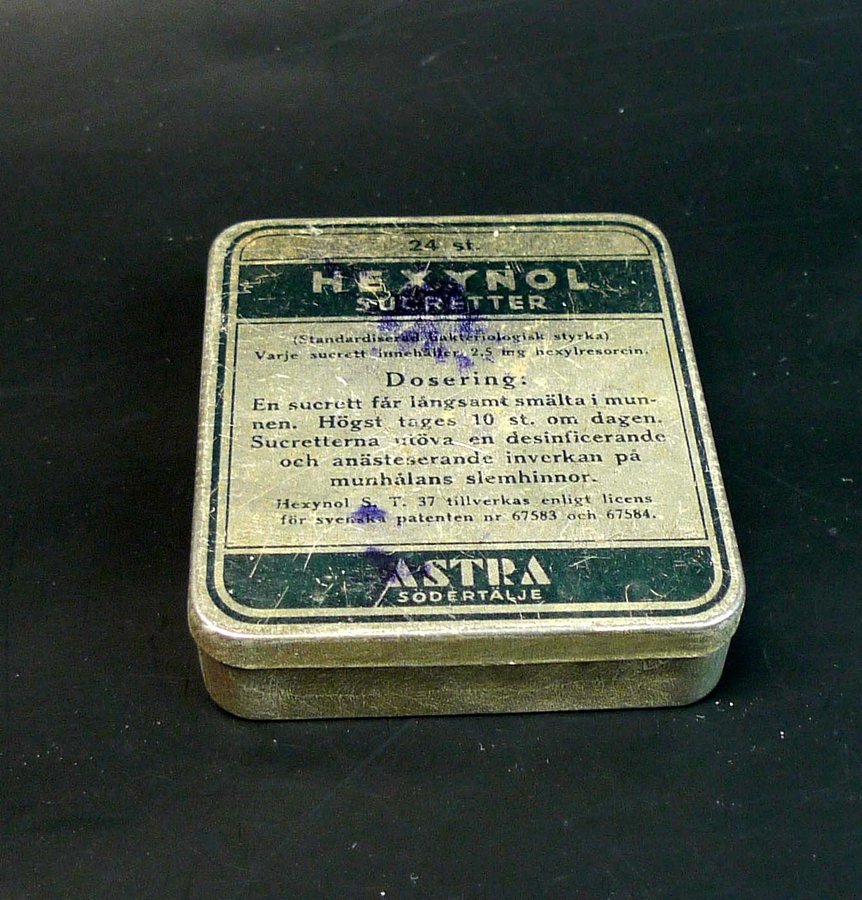 24 st.
HEXYNOL
SUCRETTER
(Standardiserad bakteriologisk styrka)
Varje sucrett innehåller 2,5 mg hexylresorcin.
Dosering:
En sucrett får långsamt smälta i mun-
nen. Högst tages 10 st. om dagen.
Sucretterna utöva en desinficerande
och anästeserande inverkan på
munhålans slemhinnor.
Hexynol S. T. 37 tillverkas enligt licens
för svenska patenten nr 67583 och 67584.
ASTRA
SÖDERTÄLJE